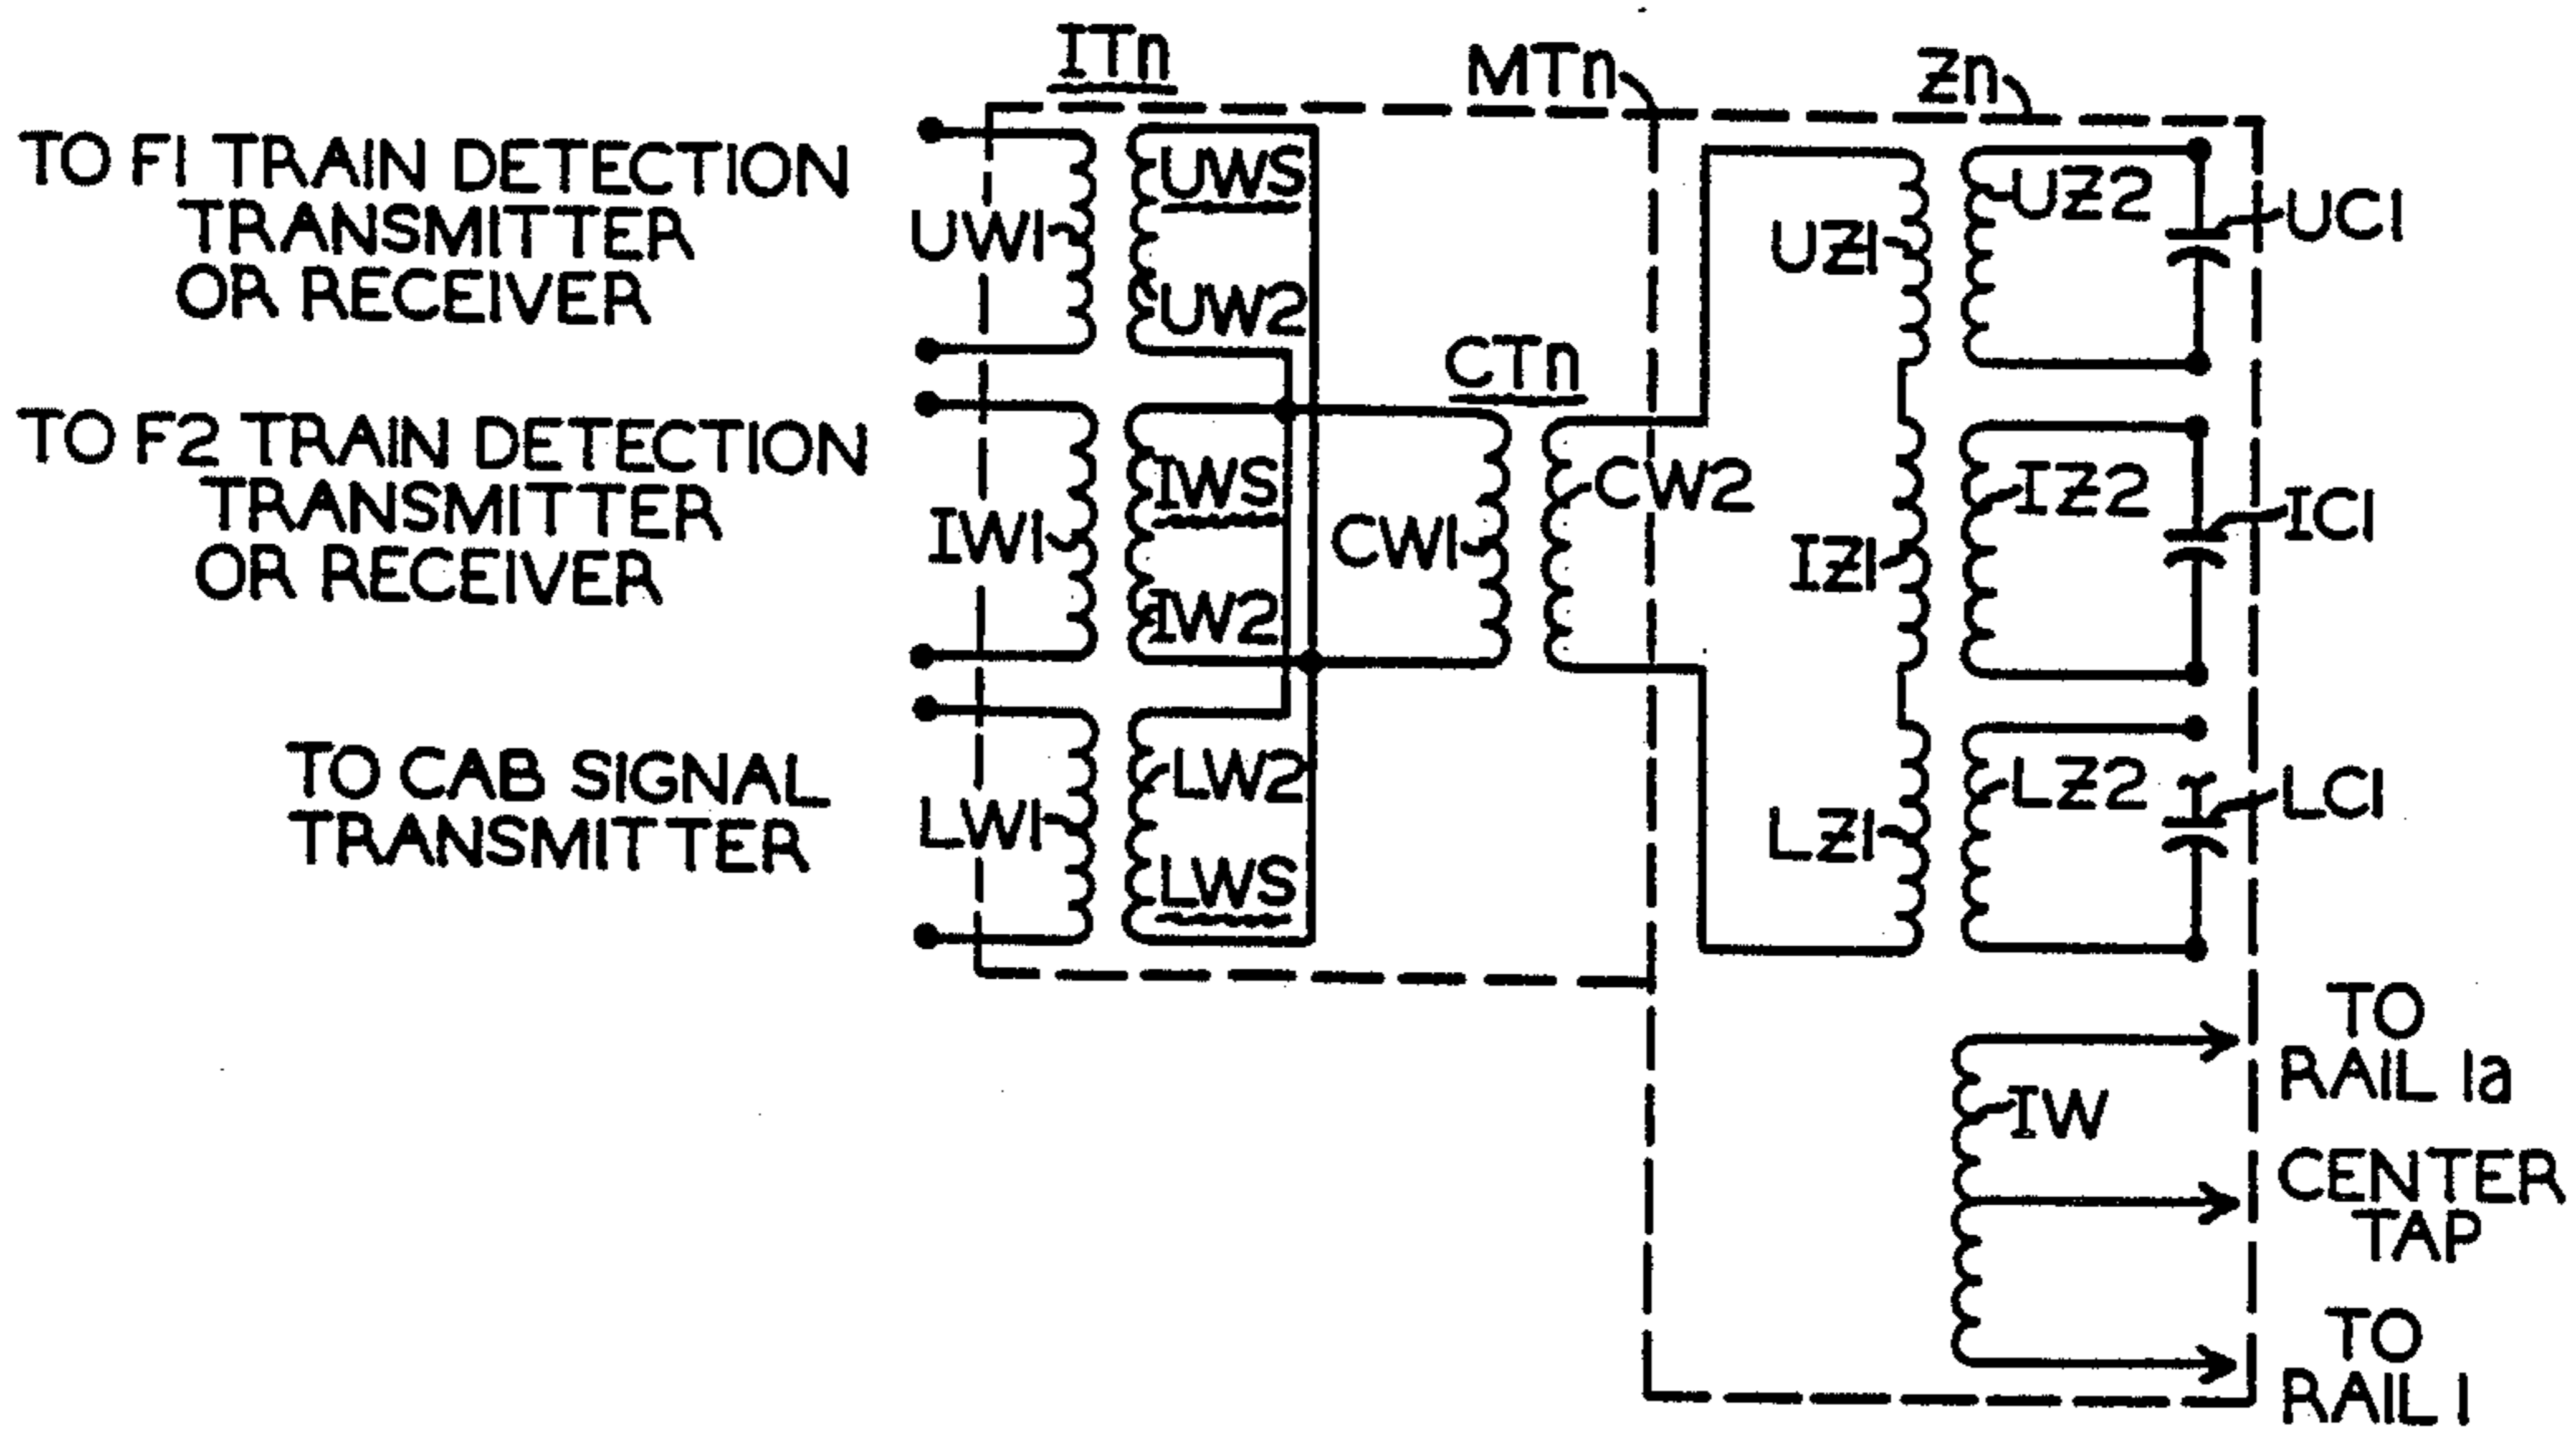 ITn
MTn
Zn
TO F1 TRAIN DETECTION
TRANSMITTER
OR RECEIVER
UW1
UWS
UW2
UZ1
UZ2
UC1
CTn
TO F2 TRAIN DETECTION
TRANSMITTER
OR RECEIVER
IW1
IWS
IW2
CW1
CW2
IZ1
IZ2
IC1
TO CAB SIGNAL
TRANSMITTER
LW1
LW2
LWS
LZ1
LZ2
LC1
TO
RAIL 1a
IW
CENTER
TAP
TO
RAIL 1